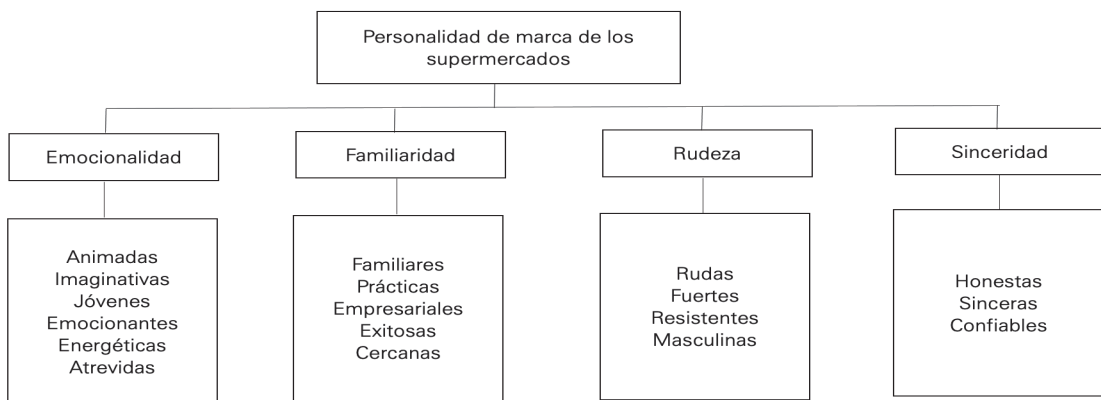 Personalidad de marca de los
supermercados
Emocionalidad
Familiaridad
Rudeza
Sinceridad
Animadas
Imaginativas
Jóvenes
Emocionantes
Energéticas
Atrevidas
Familiares
Prácticas
Empresariales
Exitosas
Cercanas
Rudas
Fuertes
Resistentes
Masculinas
Honestas
Sinceras
Confiables